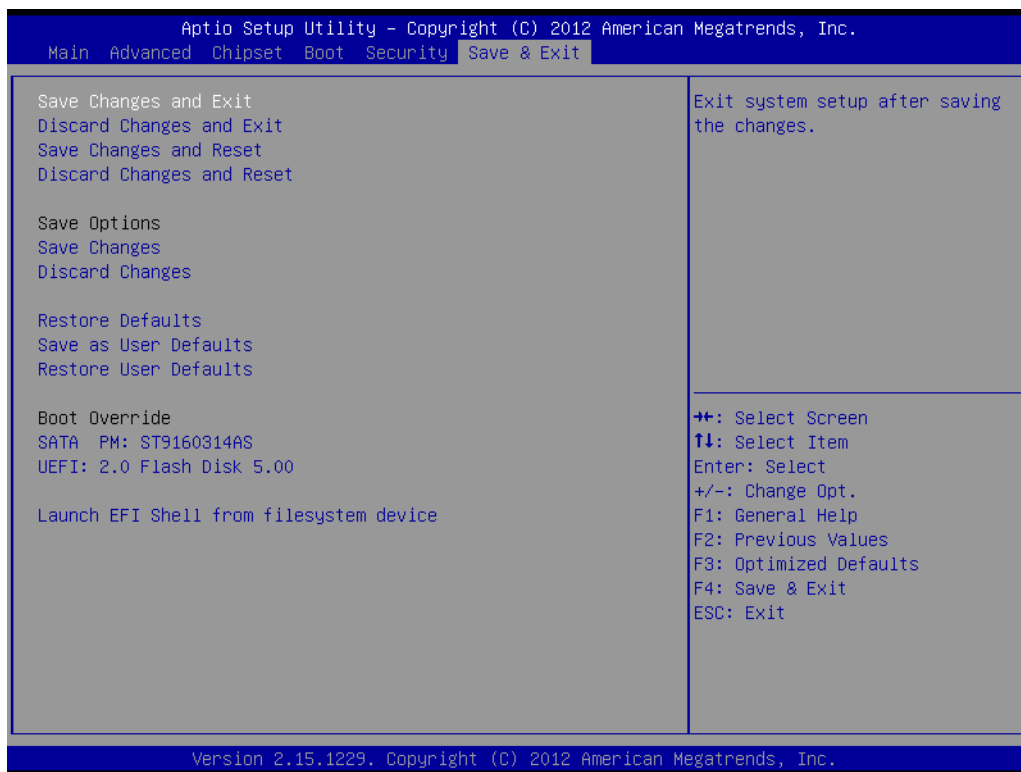 Aptio Setup Utility – Copyright (C) 2012 American Megatrends, Inc.
Main Advanced Chipset Boot Security Save & Exit
Save Changes and Exit
Discard Changes and Exit
Save Changes and Reset
Discard Changes and Reset
Save Options
Save Changes
Discard Changes
Restore Defaults
Save as User Defaults
Restore User Defaults
Boot Override
SATA PM: ST9160314AS
UEFI: 2.0 Flash Disk 5.00
Launch EFI Shell from filesystem device
Exit system setup after saving
the changes.
→←: Select Screen
↑↓: Select Item
Enter: Select
+/-: Change Opt.
F1: General Help
F2: Previous Values
F3: Optimized Defaults
F4: Save & Exit
ESC: Exit
Version 2.15.1229. Copyright (C) 2012 American Megatrends, Inc.